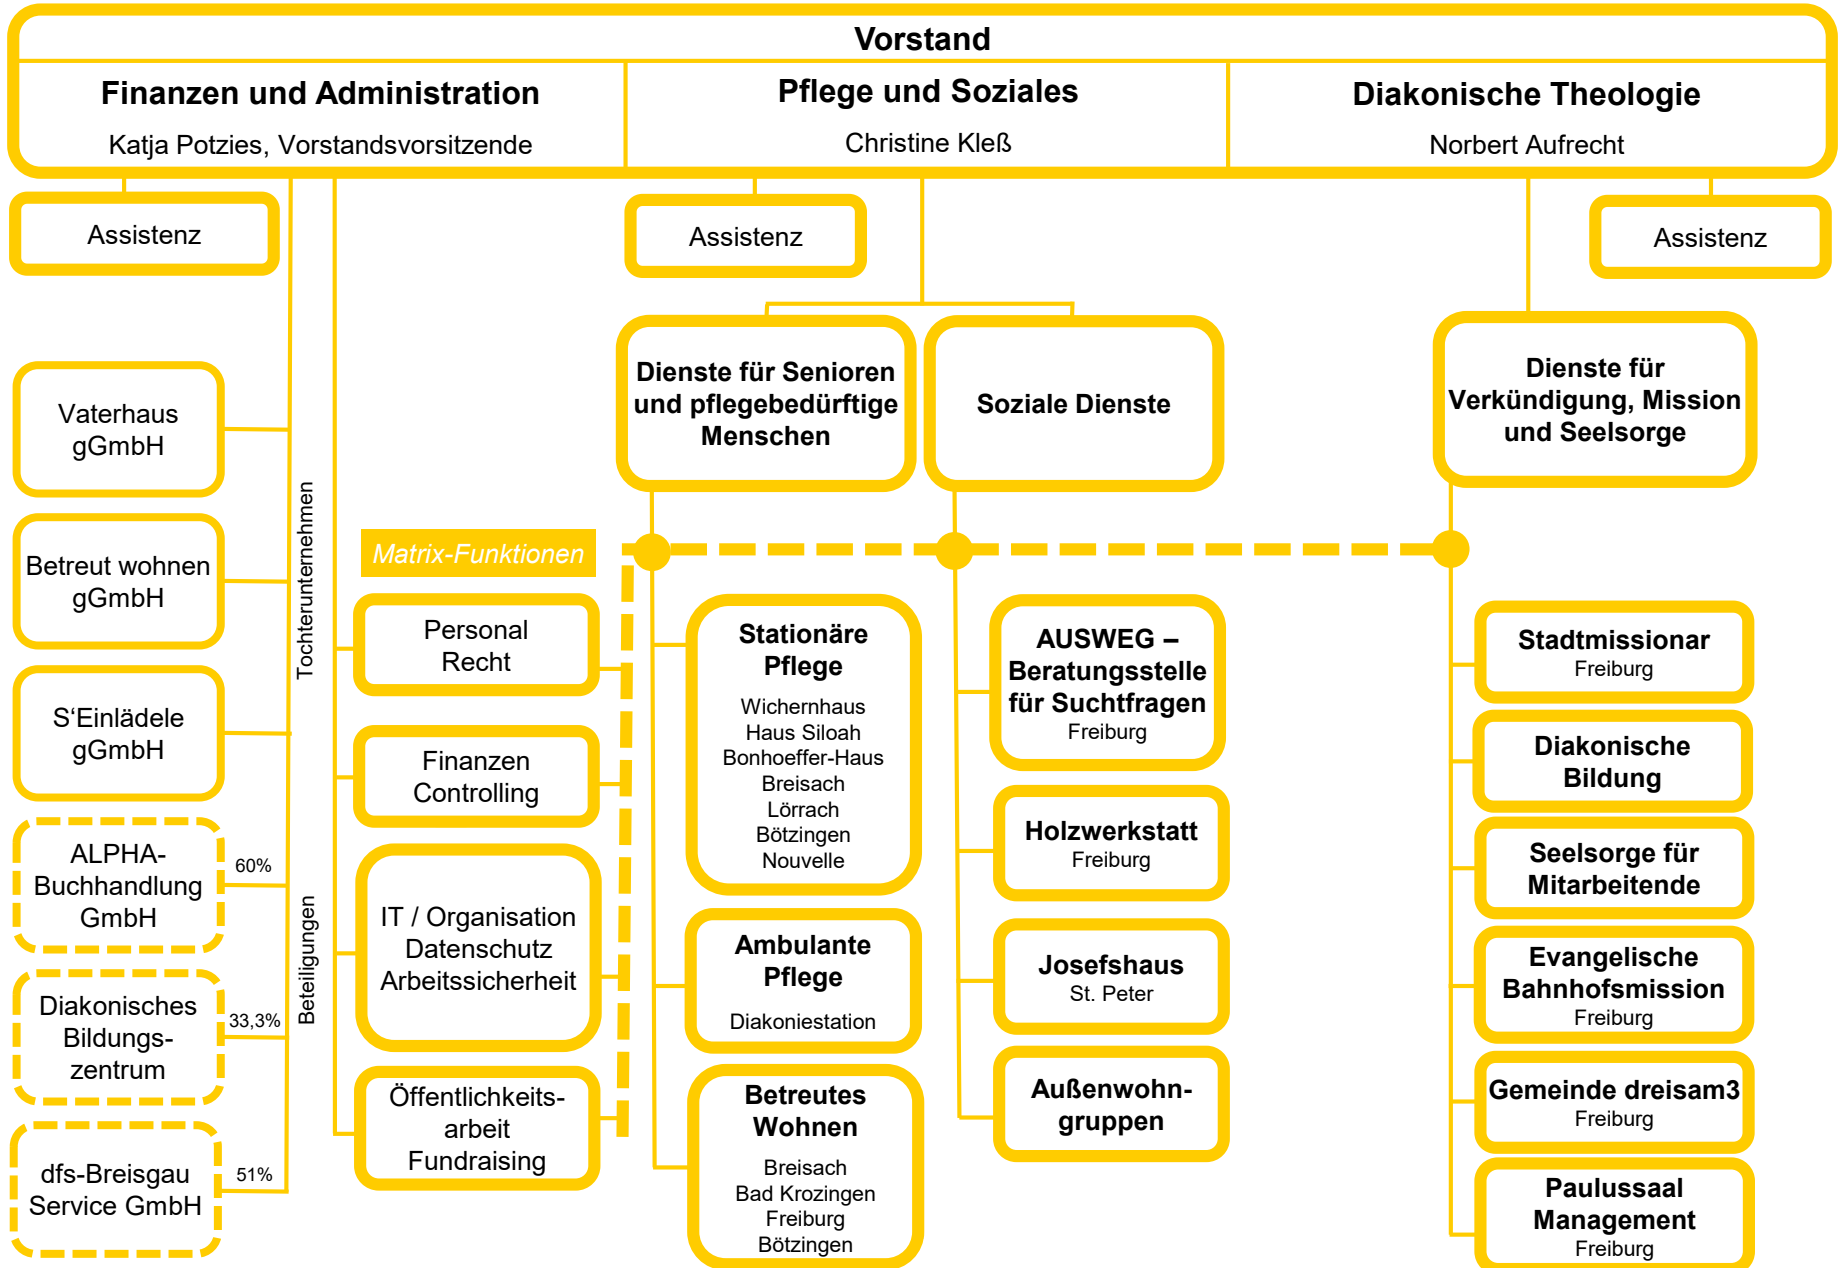 Vorstand
Finanzen und Administration
Katja Potzies, Vorstandsvorsitzende
Pflege und Soziales
Christine Kleß
Diakonische Theologie
Norbert Aufrecht
Assistenz
Assistenz
Assistenz
Vaterhaus
gGmbH
Betreut wohnen
gGmbH
S‘Einlädele
gGmbH
ALPHA-
Buchhandlung
GmbH
60%
Diakonisches
Bildungs-
zentrum
33,3%
dfs-Breisgau
Service GmbH
51%
Tochterunternehmen
Beteiligungen
Matrix-Funktionen
Personal
Recht
Finanzen
Controlling
IT / Organisation
Datenschutz
Arbeitssicherheit
Öffentlichkeits-
arbeit
Fundraising
Dienste für Senioren
und pflegebedürftige
Menschen
Stationäre
Pflege
Wichernhaus
Haus Siloah
Bonhoeffer-Haus
Breisach
Lörrach
Bötzingen
Nouvelle
Ambulante
Pflege
Diakoniestation
Betreutes
Wohnen
Breisach
Bad Krozingen
Freiburg
Bötzingen
Soziale Dienste
AUSWEG –
Beratungsstelle
für Suchtfragen
Freiburg
Holzwerkstatt
Freiburg
Josefshaus
St. Peter
Außenwohn-
gruppen
Dienste für
Verkündigung, Mission
und Seelsorge
Stadtmissionar
Freiburg
Diakonische
Bildung
Seelsorge für
Mitarbeitende
Evangelische
Bahnhofsmission
Freiburg
Gemeinde dreisam3
Freiburg
Paulussaal
Management
Freiburg